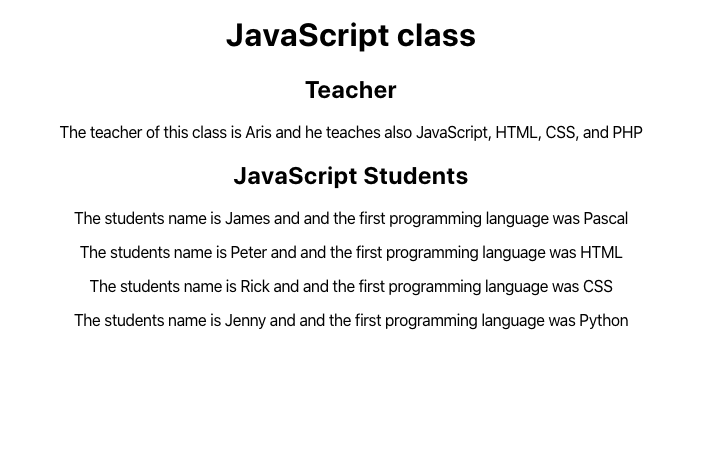 JavaScript class
Teacher
The teacher of this class is Aris and he teaches also JavaScript, HTML, CSS, and PHP
JavaScript Students
The students name is James and and the first programming language was Pascal
The students name is Peter and and the first programming language was HTML
The students name is Rick and and the first programming language was CSS
The students name is Jenny and and the first programming language was Python